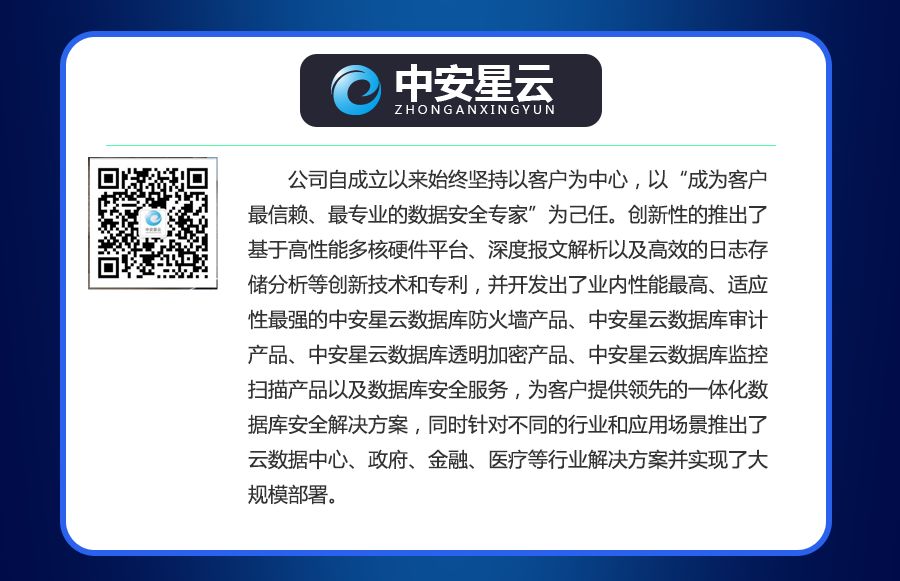 中安星云
ZHONGANXINGYUN
公司自成立以来始终坚持以客户为中心，以“成为客户
最信赖、最专业的数据安全专家”为己任。创新性的推出了
基于高性能多核硬件平台、深度报文解析以及高效的日志存
储分析等创新技术和专利，并开发出了业内性能最高、适应
性最强的中安星云数据库防火墙产品、中安星云数据库审计
产品、中安星云数据库透明加密产品、中安星云数据库监控
扫描产品以及数据库安全服务，为客户提供领先的一体化数
据库安全解决方案，同时针对不同的行业和应用场景推出了
云数据中心、政府、金融、医疗等行业解决方案并实现了大
规模部署。
中安星云